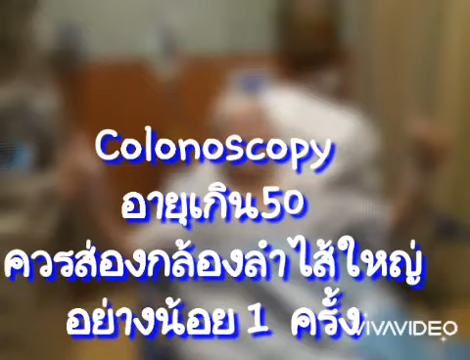 Colonoscopy
อายุเกิน50
ควรส่องกล้องลำไส้ใหญ่
อย่างน้อย 1 ครั้ง
VIVAVIDEO